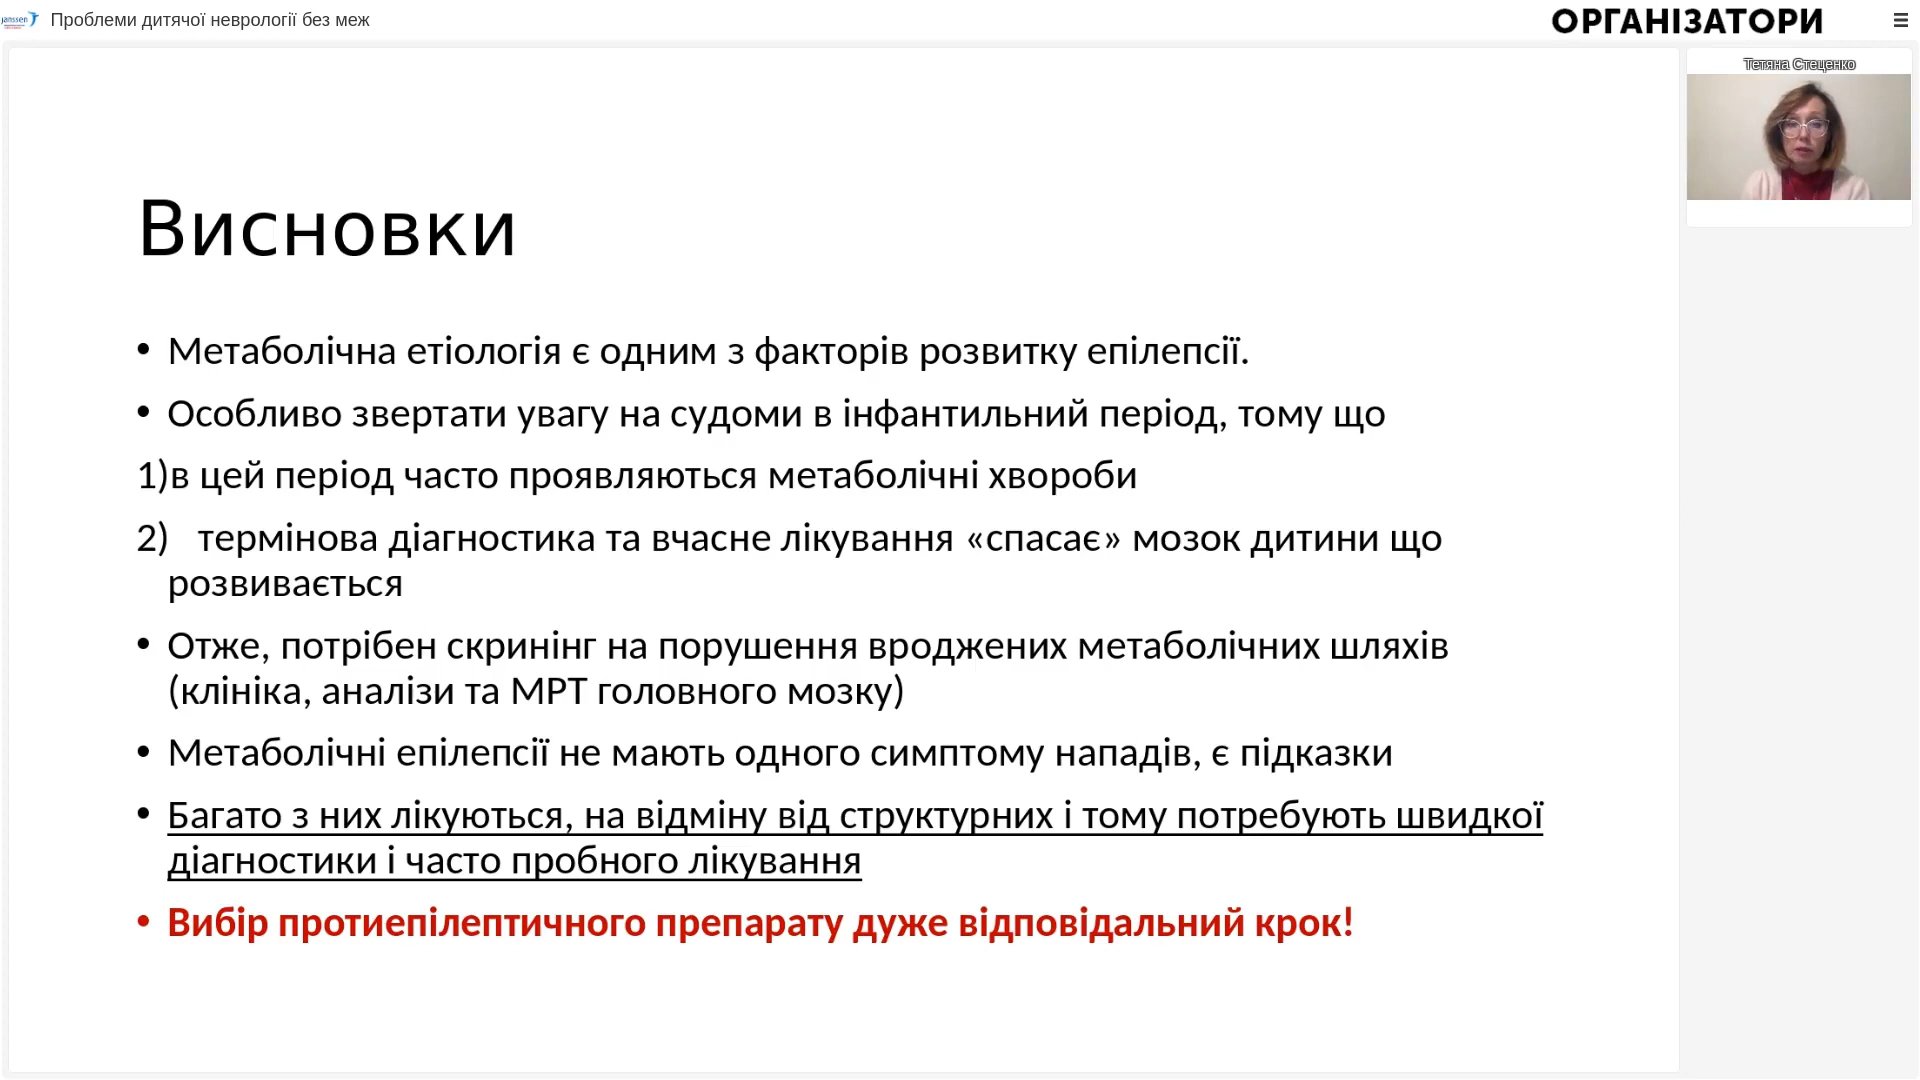 janssen
Проблеми дитячої неврології без меж
ОРГАНІЗАТОРИ
Тетяна Стеценко
Висновки
• Метаболічна етіологія є одним з факторів розвитку епілепсії.
• Особливо звертати увагу на судоми в інфантильний період, тому що
1)в цей період часто проявляються метаболічні хвороби
2) термінова діагностика та вчасне лікування «спасає» мозок дитини що
розвивається
• Отже, потрібен скринінг на порушення вроджених метаболічних шляхів
(клініка, аналізи та МРТ головного мозку)
• Метаболічні епілепсії не мають одного симптому нападів, є підказки
• Багато з них лікуються, на відміну від структурних і тому потребують швидкої
діагностики і часто пробного лікування
• Вибір протиепілептичного препарату дуже відповідальний крок!